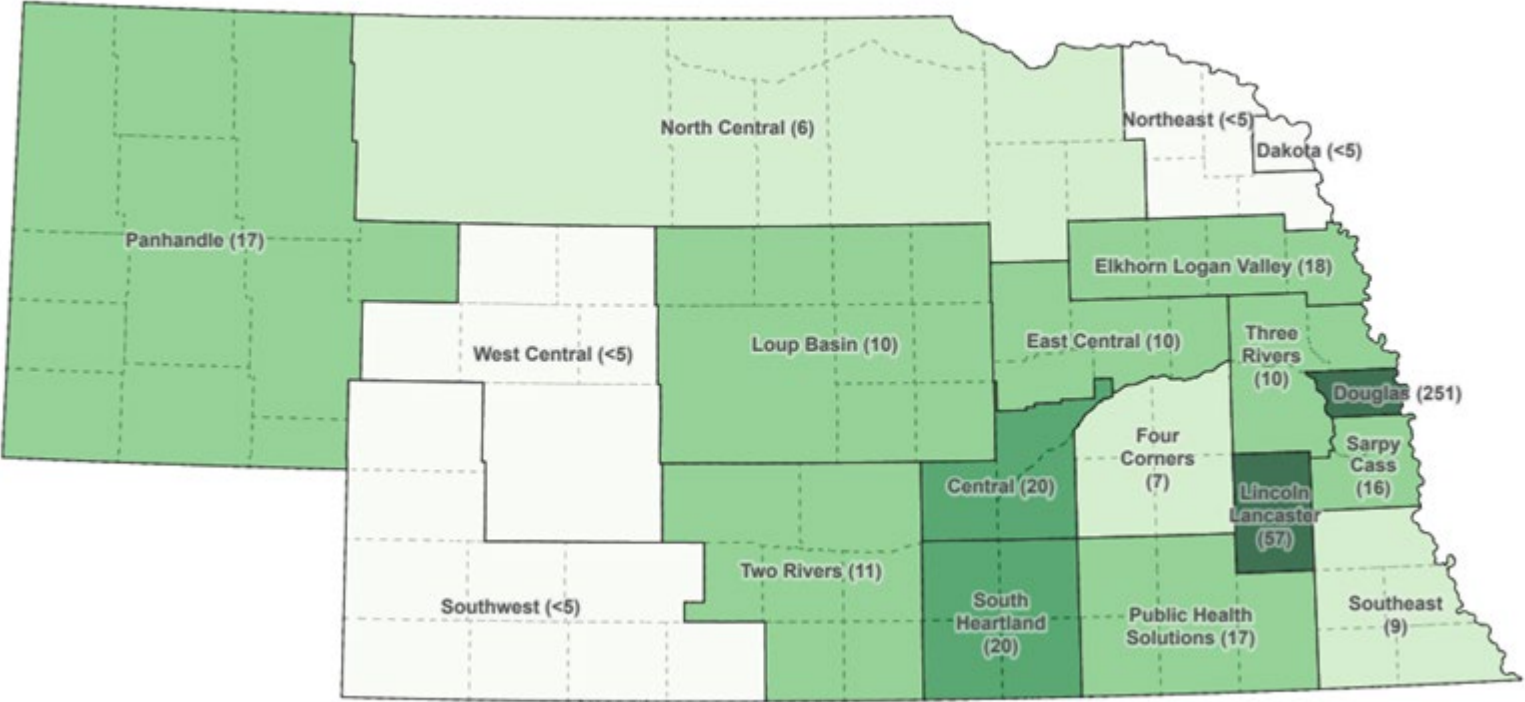 North Central (6)
Northeast (<5)
Dakota (<5)
Panhandle (17)
Elkhorn Logan Valley (18)
West Central (<5)
Loup Basin (10)
East Central (10)
Three
Rivers
(10)
Douglas (251)
Four
Corners
(7)
Sarpy
Cass
(16)
Central (20)
Lincoln
Lancaster
(57)
Two Rivers (11)
Southwest (<5)
South
Heartland
(20)
Public Health
Solutions (17)
Southeast
(9)